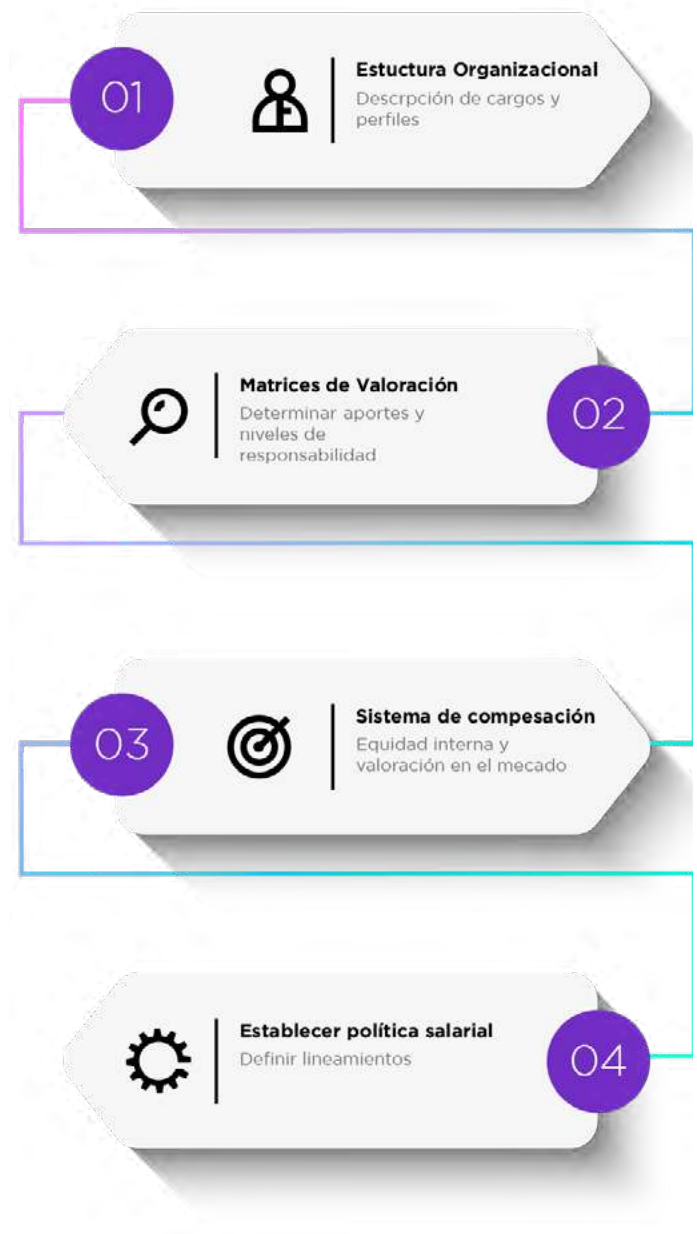 01
Estuctura Organizacional
Descrpción de cargos y
perfiles
Matrices de Valoración
Determinar aportes y
niveles de
responsabilidad
02
03
Sistema de compesación
Equidad interna y
valoración en el mecado
Establecer política salarial
Definir lineamientos
04